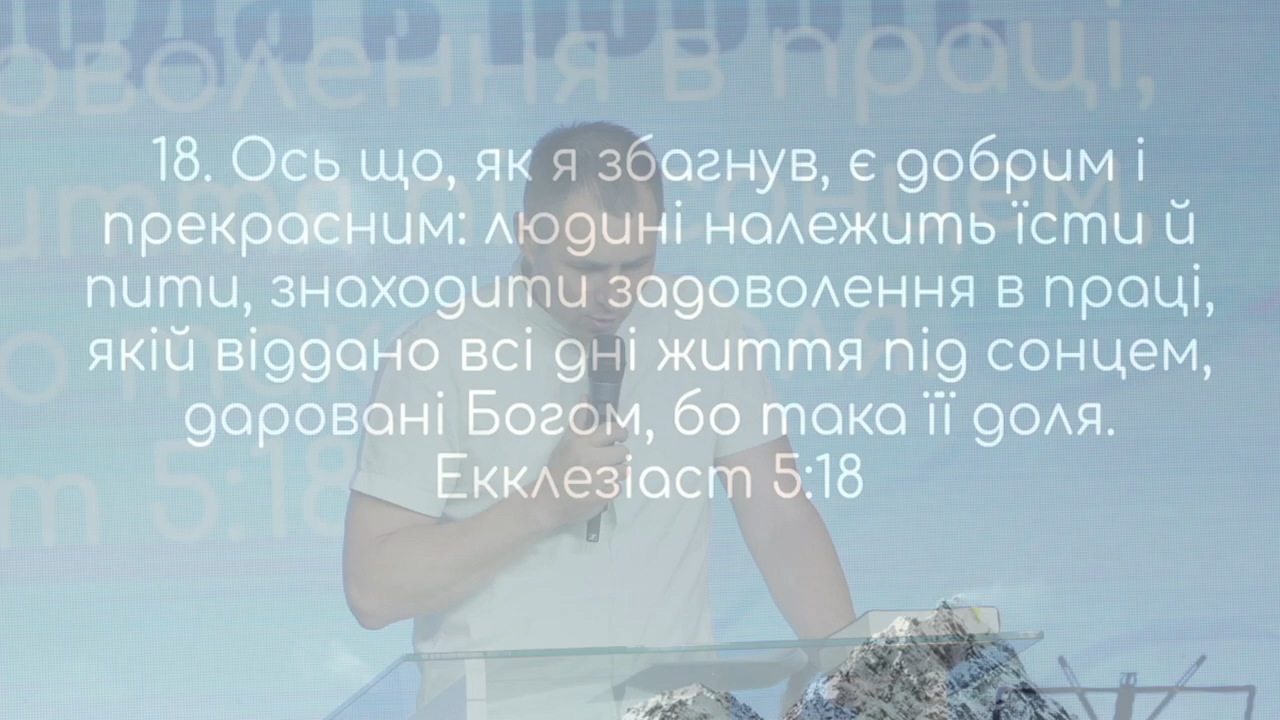 18. Ось що, як я збагнув, є добрим і
прекрасним: людині належить їсти й
пити, знаходити задоволення в праці,
якій віддано всі дні життя під сонцем,
даровані Богом, бо така її доля.
Екклезіаст 5:18